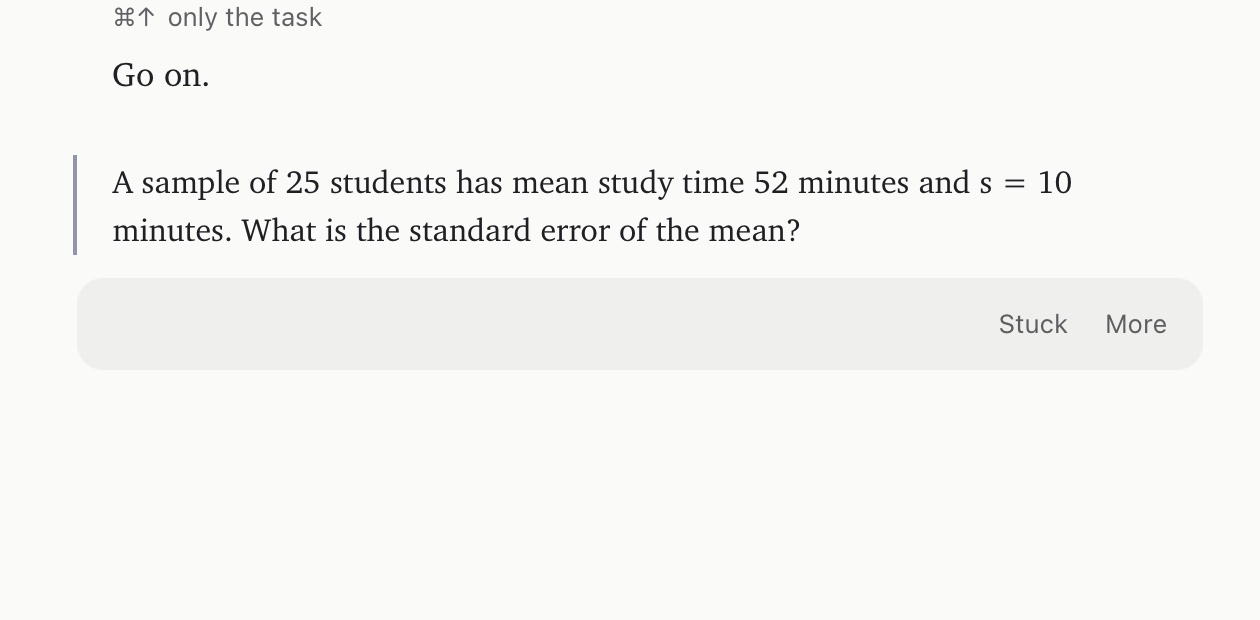 ⌘↑ only the task
Go on.
A sample of 25 students has mean study time 52 minutes and s = 10
minutes. What is the standard error of the mean?
Stuck More